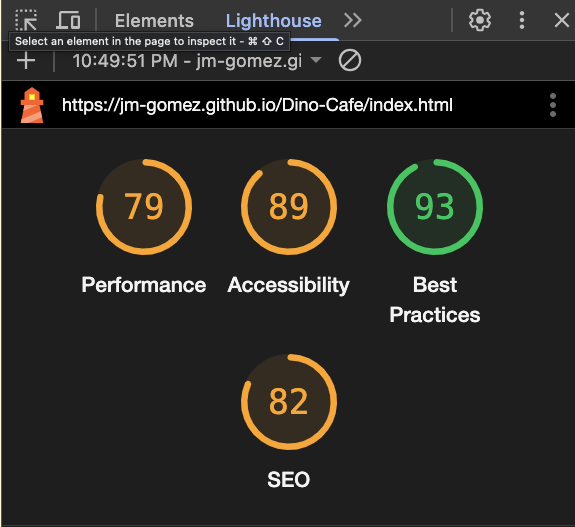 Elements Lighthouse
Select an element in the page to inspect it - ⌘ ⇧ C
10:49:51 PM - jm-gomez.gi
https://jm-gomez.github.io/Dino-Cafe/index.html
79 89 93
Performance Accessibility Best
Practices
82
SEO